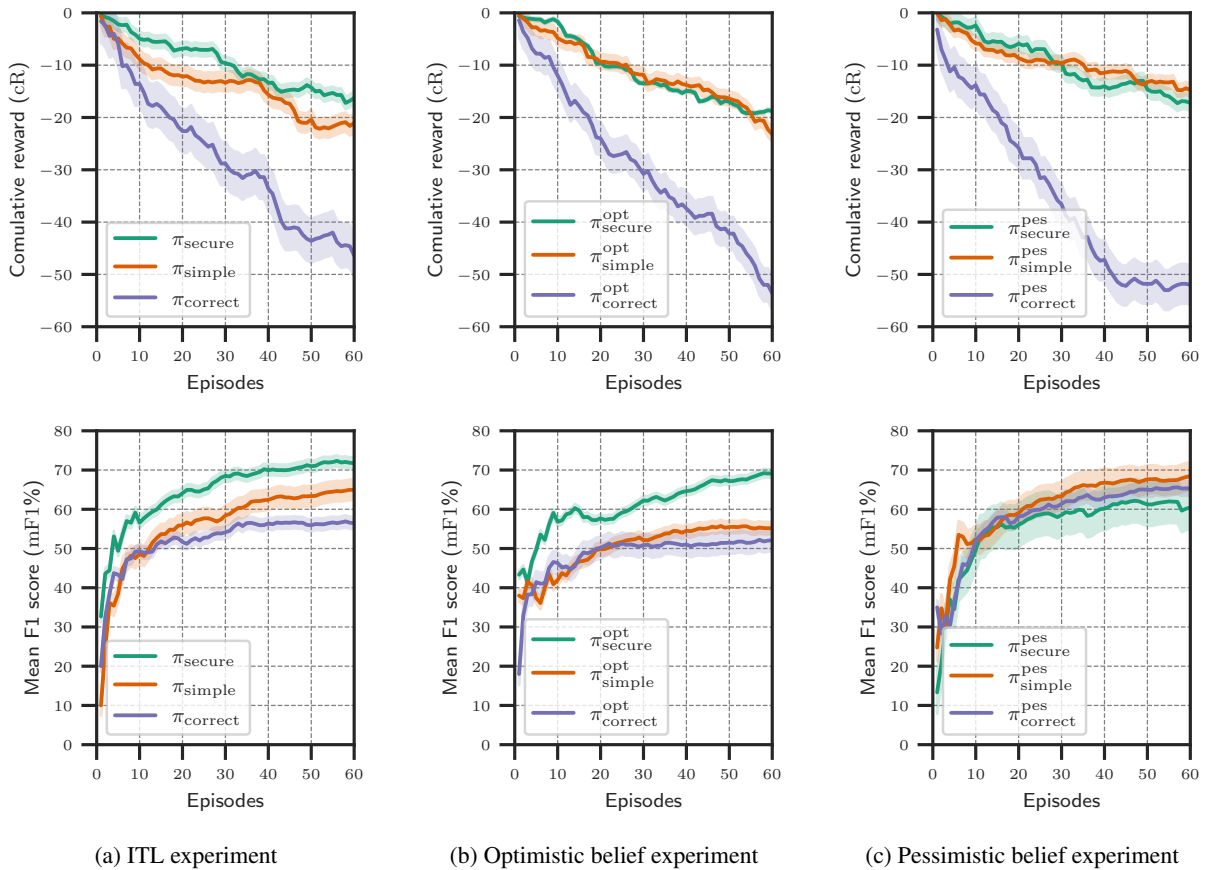 0
−10
−20
−30
−40
−50
−60
Comulative reward (cR)
π_secure
π_simple
π_correct
0 10 20 30 40 50 60
Episodes
0
−10
−20
−30
−40
−50
−60
Comulative reward (cR)
π^opt_secure
π^opt_simple
π^opt_correct
0 10 20 30 40 50 60
Episodes
0
−10
−20
−30
−40
−50
−60
Comulative reward (cR)
π^pes_secure
π^pes_simple
π^pes_correct
0 10 20 30 40 50 60
Episodes
80
70
60
50
40
30
20
10
0
Mean F1 score (mF1%)
π_secure
π_simple
π_correct
0 10 20 30 40 50 60
Episodes
80
70
60
50
40
30
20
10
0
Mean F1 score (mF1%)
π^opt_secure
π^opt_simple
π^opt_correct
0 10 20 30 40 50 60
Episodes
80
70
60
50
40
30
20
10
0
Mean F1 score (mF1%)
π^pes_secure
π^pes_simple
π^pes_correct
0 10 20 30 40 50 60
Episodes
(a) ITL experiment
(b) Optimistic belief experiment
(c) Pessimistic belief experiment